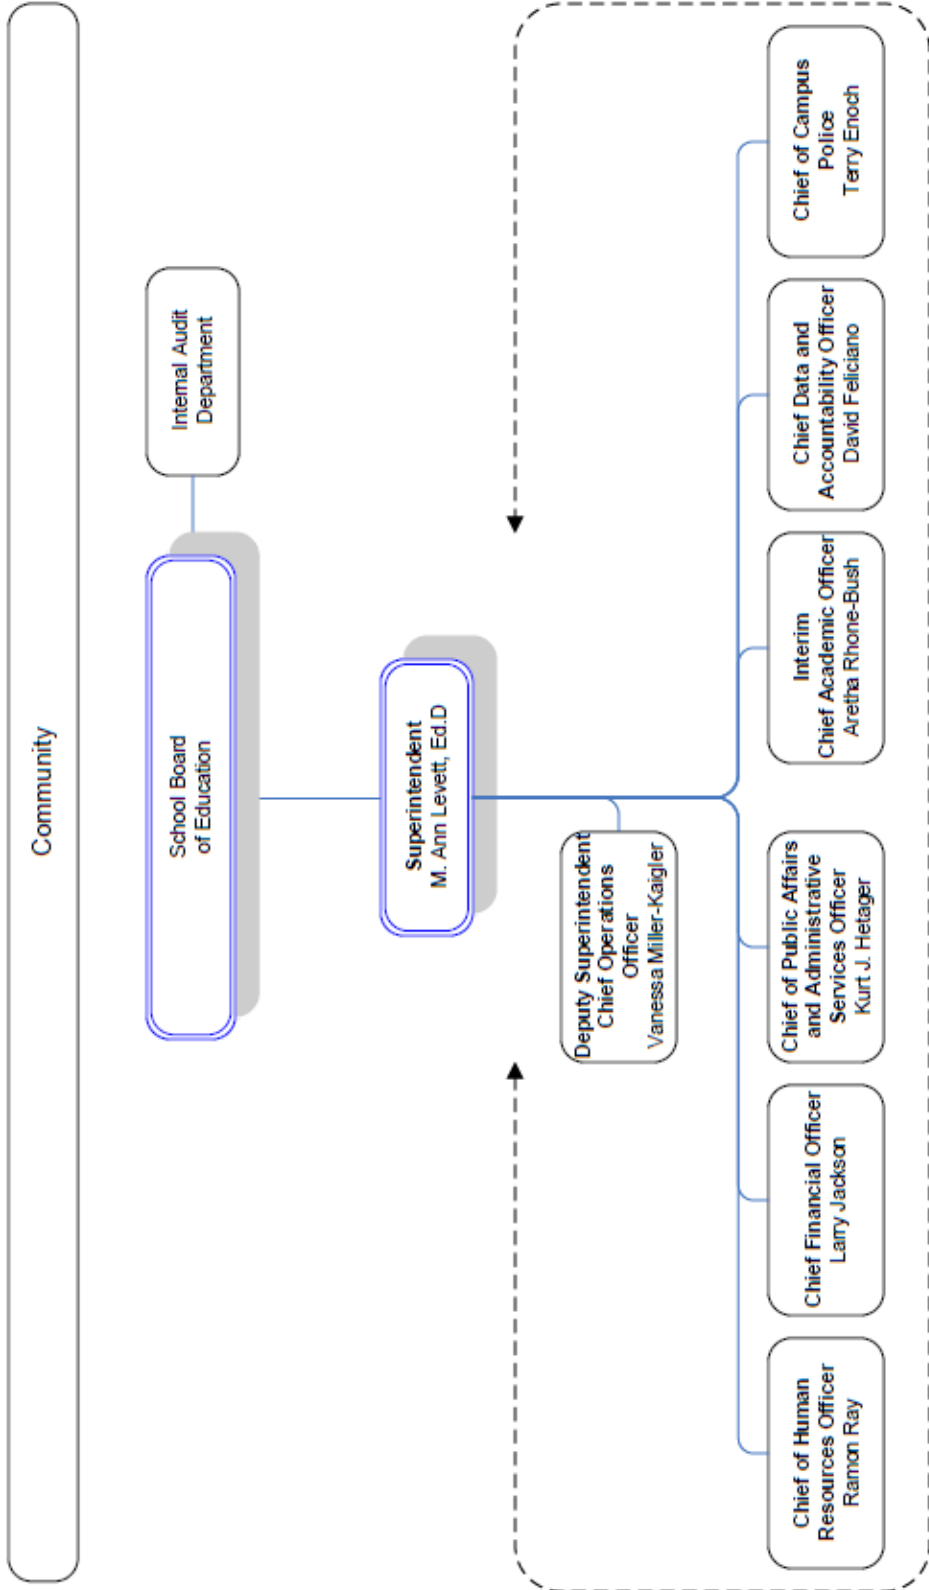 Community
School Board
of Education
Internal Audit
Department
Superintendent
M. Ann Levett, Ed.D
Deputy Superintendent
Chief Operations
Officer
Vanessa Miller-Kaigler
Chief of Human
Resources Officer
Ramon Ray
Chief Financial Officer
Larry Jackson
Chief of Public Affairs
and Administrative
Services Officer
Kurt J. Hetager
Interim
Chief Academic Officer
Aretha Rhone-Bush
Chief Data and
Accountability Officer
David Feliciano
Chief of Campus
Police
Terry Enoch